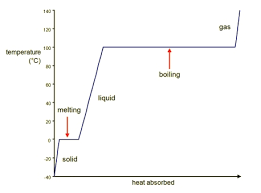 140
120
100
80
60
40
20
0
-20
-40
temperature
(°C)
gas
boiling
liquid
melting
solid
heat absorbed